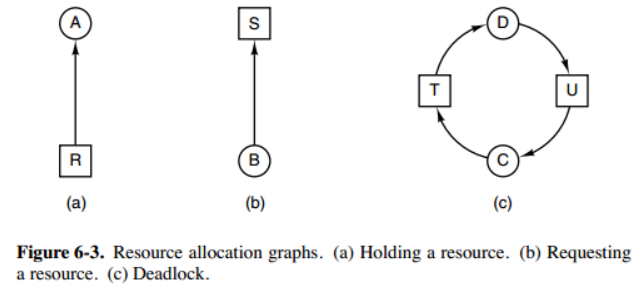 A
S
D
T
U
R
B
C
(a)
(b)
(c)
Figure 6-3. Resource allocation graphs. (a) Holding a resource. (b) Requesting
a resource. (c) Deadlock.